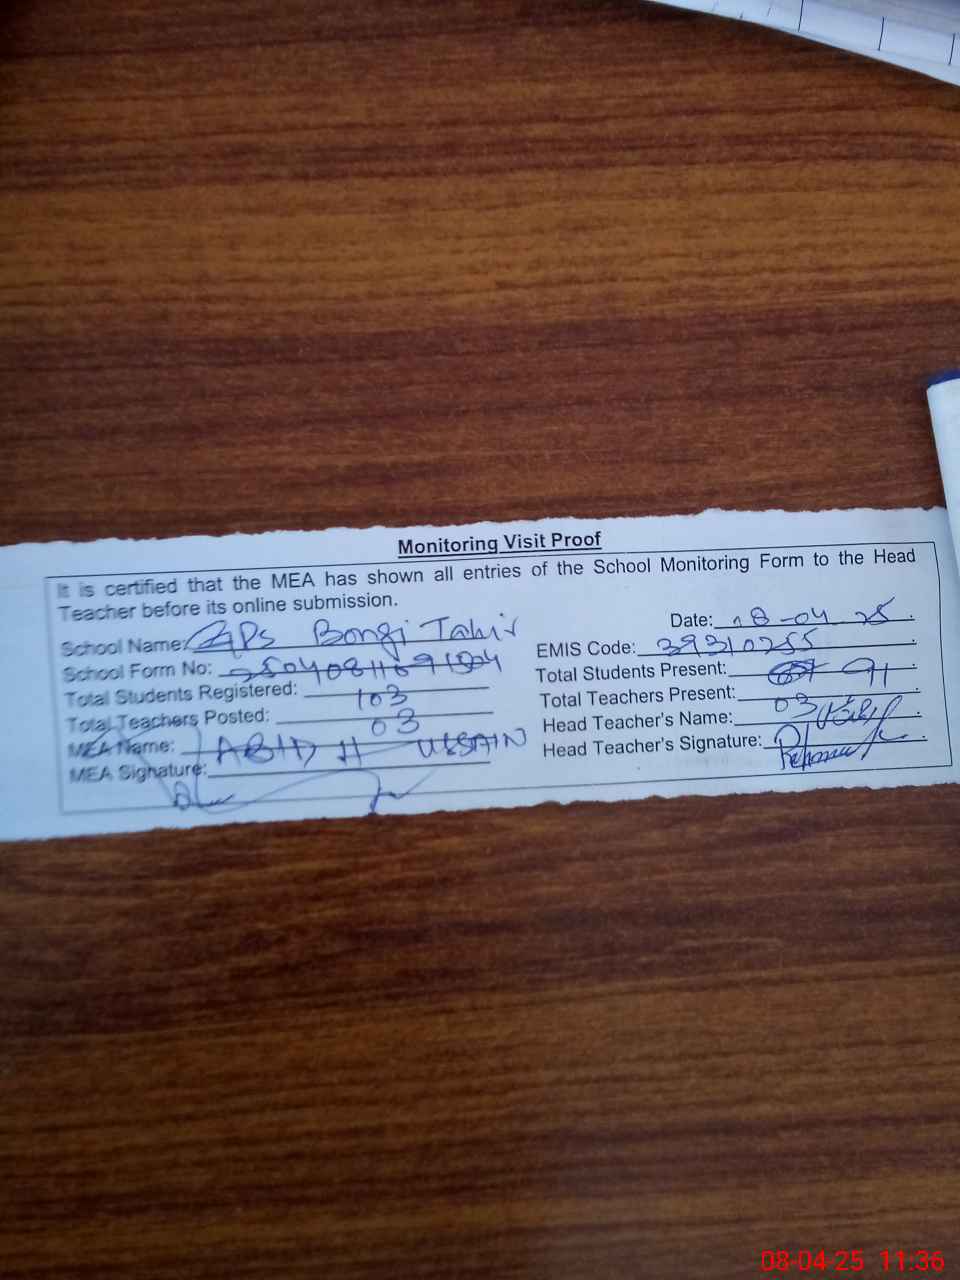 Monitoring Visit Proof
It is certified that the MEA has shown all entries of the School Monitoring Form to the Head
Teacher before its online submission.
Date: 08-04-25
School Name: GPS Bongi Tahir
EMIS Code: 39310255
School Form No:
Total Students Present: 91
Total Students Registered: 103
Total Teachers Present: 03
Total Teachers Posted: 03
Head Teacher's Name:
MEA Name: ABID HUSSAIN
Head Teacher's Signature:
MEA Signature:
08-04-25 11:36